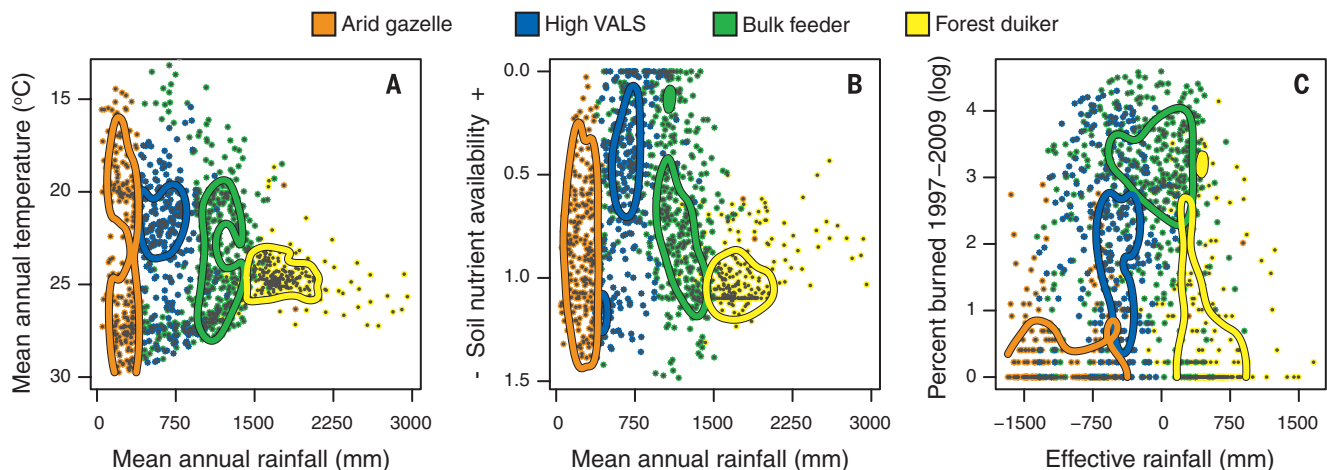 Arid gazelle High VALS Bulk feeder Forest duiker
A
Mean annual temperature (°C)
15
20
25
30
0 750 1500 2250 3000
Mean annual rainfall (mm)
B
- Soil nutrient availability +
0.0
0.5
1.0
1.5
0 750 1500 2250 3000
Mean annual rainfall (mm)
C
Percent burned 1997–2009 (log)
4
3
2
1
0
−1500 −750 0 750 1500
Effective rainfall (mm)